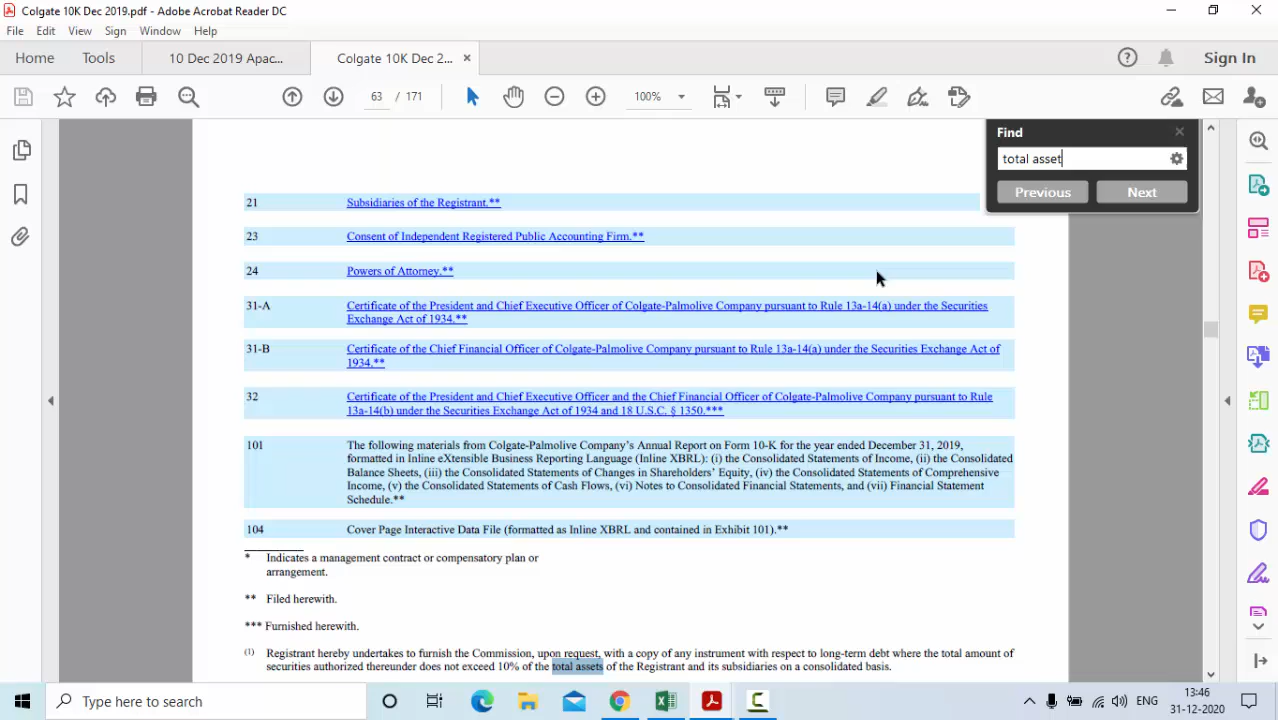 Colgate 10K Dec 2019.pdf - Adobe Acrobat Reader DC
File Edit View Sign Window Help
Home Tools 10 Dec 2019 Apac... Colgate 10K Dec 2... × Sign In
63 / 171 100%
Find
total asset
Previous Next
21 Subsidiaries of the Registrant.**
23 Consent of Independent Registered Public Accounting Firm.**
24 Powers of Attorney.**
31-A Certificate of the President and Chief Executive Officer of Colgate-Palmolive Company pursuant to Rule 13a-14(a) under the Securities
Exchange Act of 1934.**
31-B Certificate of the Chief Financial Officer of Colgate-Palmolive Company pursuant to Rule 13a-14(a) under the Securities Exchange Act of
1934.**
32 Certificate of the President and Chief Executive Officer and the Chief Financial Officer of Colgate-Palmolive Company pursuant to Rule
13a-14(b) under the Securities Exchange Act of 1934 and 18 U.S.C. § 1350.***
101 The following materials from Colgate-Palmolive Company’s Annual Report on Form 10-K for the year ended December 31, 2019,
formatted in Inline eXtensible Business Reporting Language (Inline XBRL): (i) the Consolidated Statements of Income, (ii) the Consolidated
Balance Sheets, (iii) the Consolidated Statements of Changes in Shareholders’ Equity, (iv) the Consolidated Statements of Comprehensive
Income, (v) the Consolidated Statements of Cash Flows, (vi) Notes to Consolidated Financial Statements, and (vii) Financial Statement
Schedule.**
104 Cover Page Interactive Data File (formatted as Inline XBRL and contained in Exhibit 101).**
* Indicates a management contract or compensatory plan or
arrangement.
** Filed herewith.
*** Furnished herewith.
(1) Registrant hereby undertakes to furnish the Commission, upon request, with a copy of any instrument with respect to long-term debt where the total amount of
securities authorized thereunder does not exceed 10% of the total assets of the Registrant and its subsidiaries on a consolidated basis.
Type here to search
ENG
13:46
31-12-2020